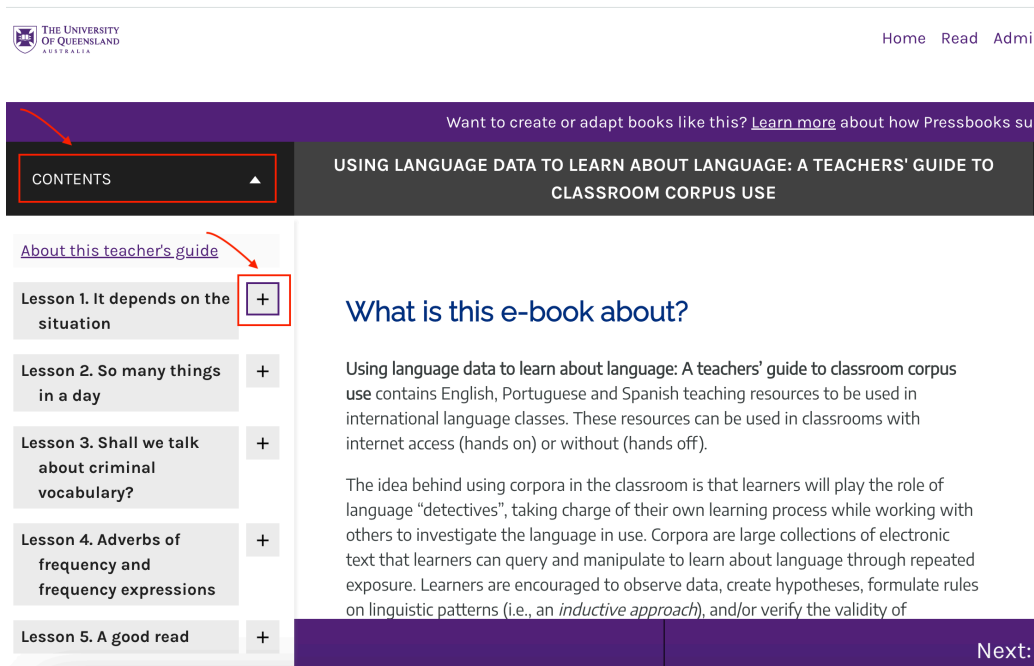 THE UNIVERSITY
OF QUEENSLAND
AUSTRALIA
Home Read Admi
Want to create or adapt books like this? Learn more about how Pressbooks su
CONTENTS
USING LANGUAGE DATA TO LEARN ABOUT LANGUAGE: A TEACHERS' GUIDE TO
CLASSROOM CORPUS USE
About this teacher's guide
Lesson 1. It depends on the
situation
+
Lesson 2. So many things
in a day
+
Lesson 3. Shall we talk
about criminal
vocabulary?
+
Lesson 4. Adverbs of
frequency and
frequency expressions
+
Lesson 5. A good read
+
What is this e-book about?
Using language data to learn about language: A teachers’ guide to classroom corpus
use contains English, Portuguese and Spanish teaching resources to be used in
international language classes. These resources can be used in classrooms with
internet access (hands on) or without (hands off).
The idea behind using corpora in the classroom is that learners will play the role of
language “detectives”, taking charge of their own learning process while working with
others to investigate the language in use. Corpora are large collections of electronic
text that learners can query and manipulate to learn about language through repeated
exposure. Learners are encouraged to observe data, create hypotheses, formulate rules
on linguistic patterns (i.e., an inductive approach), and/or verify the validity of
Next: